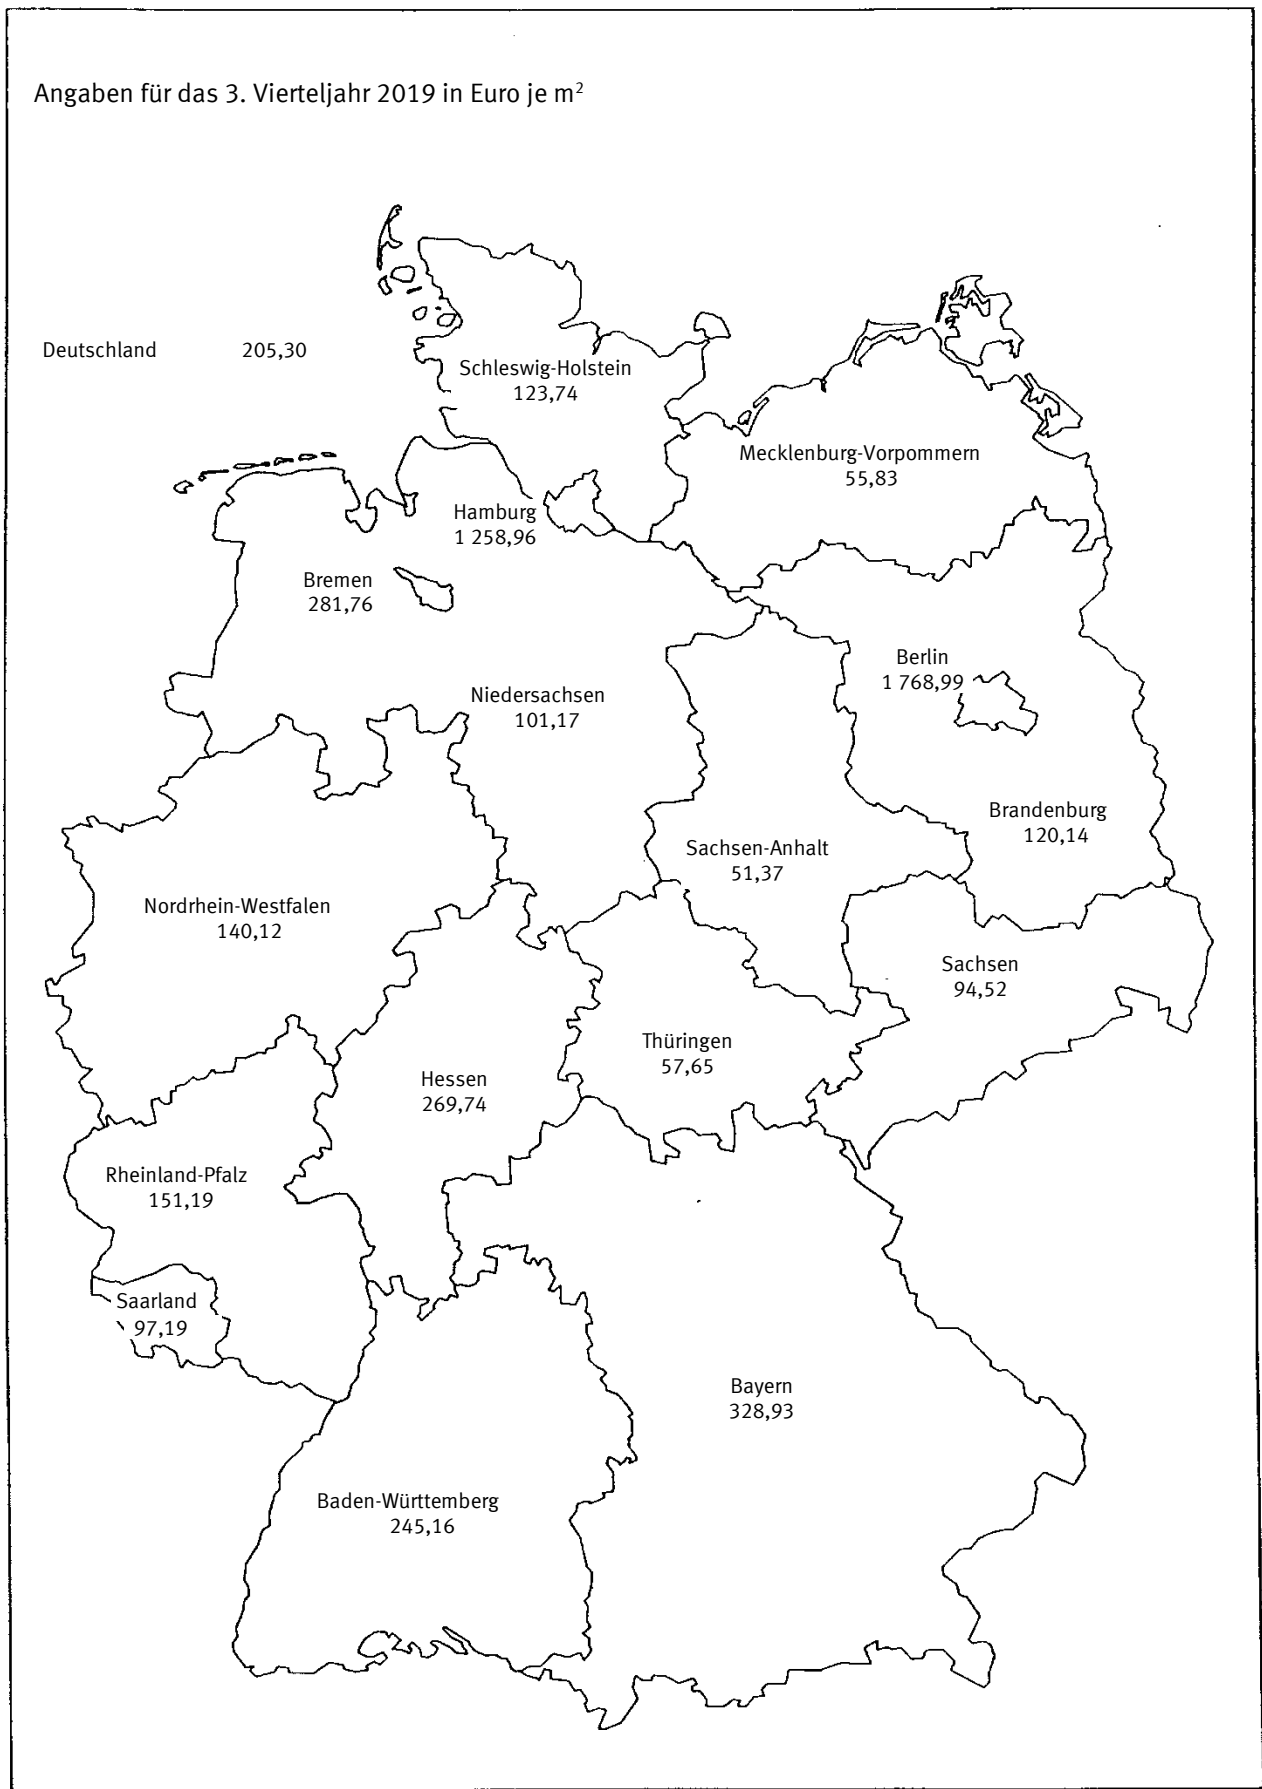 Angaben für das 3. Vierteljahr 2019 in Euro je m²
Deutschland 205,30
Schleswig-Holstein
123,74
Mecklenburg-Vorpommern
55,83
Hamburg
1 258,96
Bremen
281,76
Berlin
1 768,99
Niedersachsen
101,17
Brandenburg
120,14
Sachsen-Anhalt
51,37
Nordrhein-Westfalen
140,12
Sachsen
94,52
Thüringen
57,65
Hessen
269,74
Rheinland-Pfalz
151,19
Saarland
97,19
Bayern
328,93
Baden-Württemberg
245,16